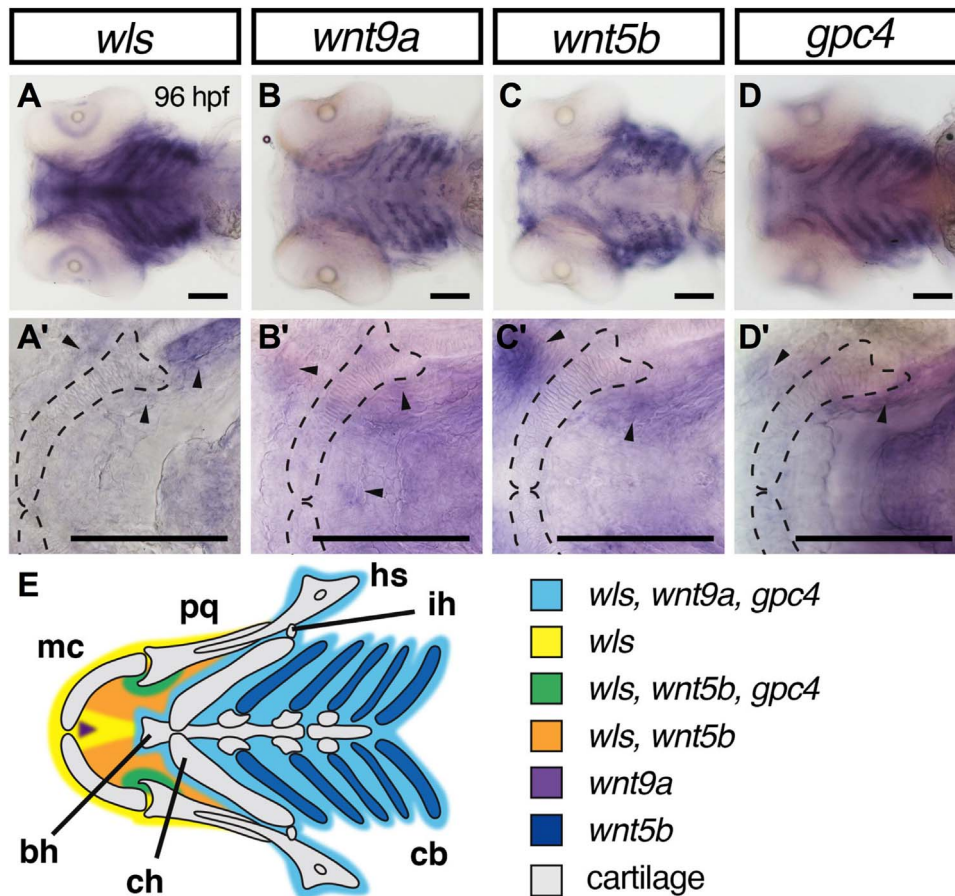 wls wnt9a wnt5b gpc4
A 96 hpf B C D
A' B' C' D'
E
hs
pq ih
mc
bh
ch
cb
wls, wnt9a, gpc4
wls
wls, wnt5b, gpc4
wls, wnt5b
wnt9a
wnt5b
cartilage